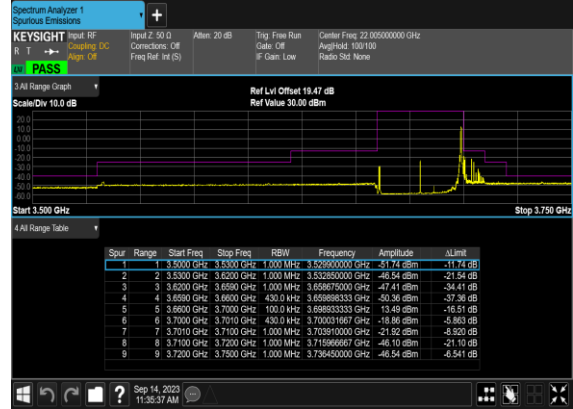 Spectrum Analyzer 1
Spurious Emissions
KEYSIGHT Input: RF Input Z: 50 Ω Atten: 20 dB Trig: Free Run Center Freq: 22.005000000 GHz
R T Coupling: DC Corrections: Off Gate: Off Avg|Hold: 100/100
Align: Off Freq Ref: Int (S) IF Gain: Low Radio Std: None
PASS
3 All Range Graph
Ref Lvl Offset 19.47 dB
Scale/Div 10.0 dB Ref Value 30.00 dBm
20.0
10.0
0.00
-10.0
-20.0
-30.0
-40.0
-50.0
-60.0
Start 3.500 GHz Stop 3.750 GHz
4 All Range Table
Spur Range Start Freq Stop Freq RBW Frequency Amplitude ΔLimit
1 1 3.5000 GHz 3.5300 GHz 1.000 MHz 3.529900000 GHz -51.74 dBm -11.74 dB
2 2 3.5300 GHz 3.6200 GHz 1.000 MHz 3.532850000 GHz -46.54 dBm -21.54 dB
3 3 3.6200 GHz 3.6590 GHz 1.000 MHz 3.658675000 GHz -47.41 dBm -34.41 dB
4 4 3.6590 GHz 3.6600 GHz 430.0 kHz 3.659898333 GHz -50.36 dBm -37.36 dB
5 5 3.6600 GHz 3.7000 GHz 100.0 kHz 3.698933333 GHz 13.49 dBm -16.51 dB
6 6 3.7000 GHz 3.7010 GHz 430.0 kHz 3.700031667 GHz -18.86 dBm -5.863 dB
7 7 3.7010 GHz 3.7100 GHz 1.000 MHz 3.703910000 GHz -21.92 dBm -8.920 dB
8 8 3.7100 GHz 3.7200 GHz 1.000 MHz 3.715966667 GHz -46.10 dBm -21.10 dB
9 9 3.7200 GHz 3.7500 GHz 1.000 MHz 3.736450000 GHz -46.54 dBm -6.541 dB
? Sep 14, 2023
11:35:37 AM